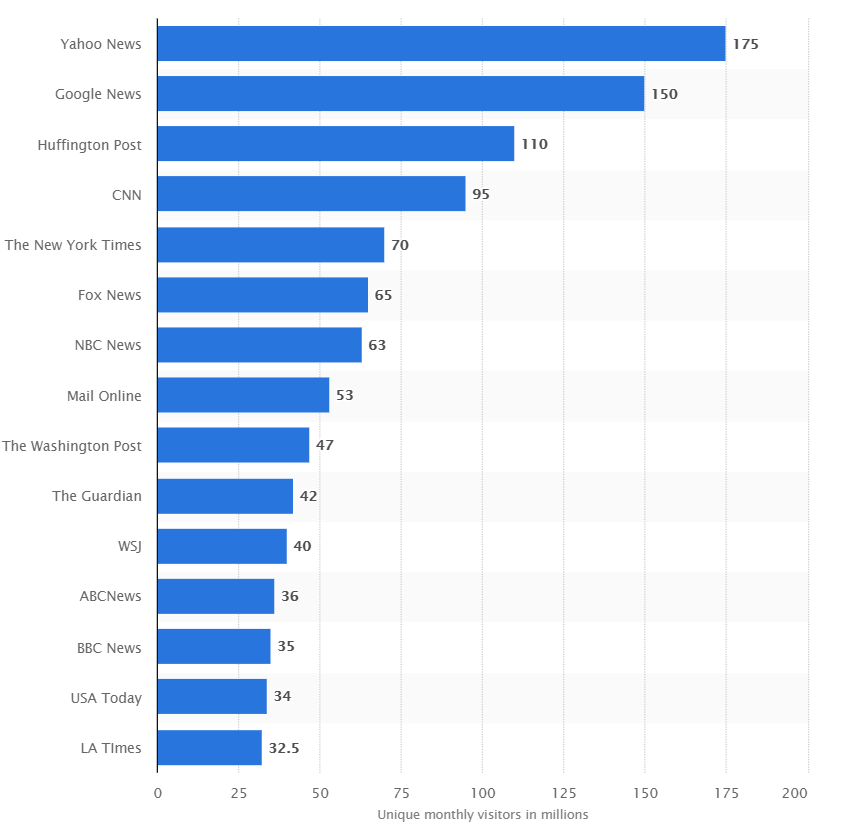 Yahoo News 175
Google News 150
Huffington Post 110
CNN 95
The New York Times 70
Fox News 65
NBC News 63
Mail Online 53
The Washington Post 47
The Guardian 42
WSJ 40
ABCNews 36
BBC News 35
USA Today 34
LA TImes 32.5
0 25 50 75 100 125 150 175 200
Unique monthly visitors in millions